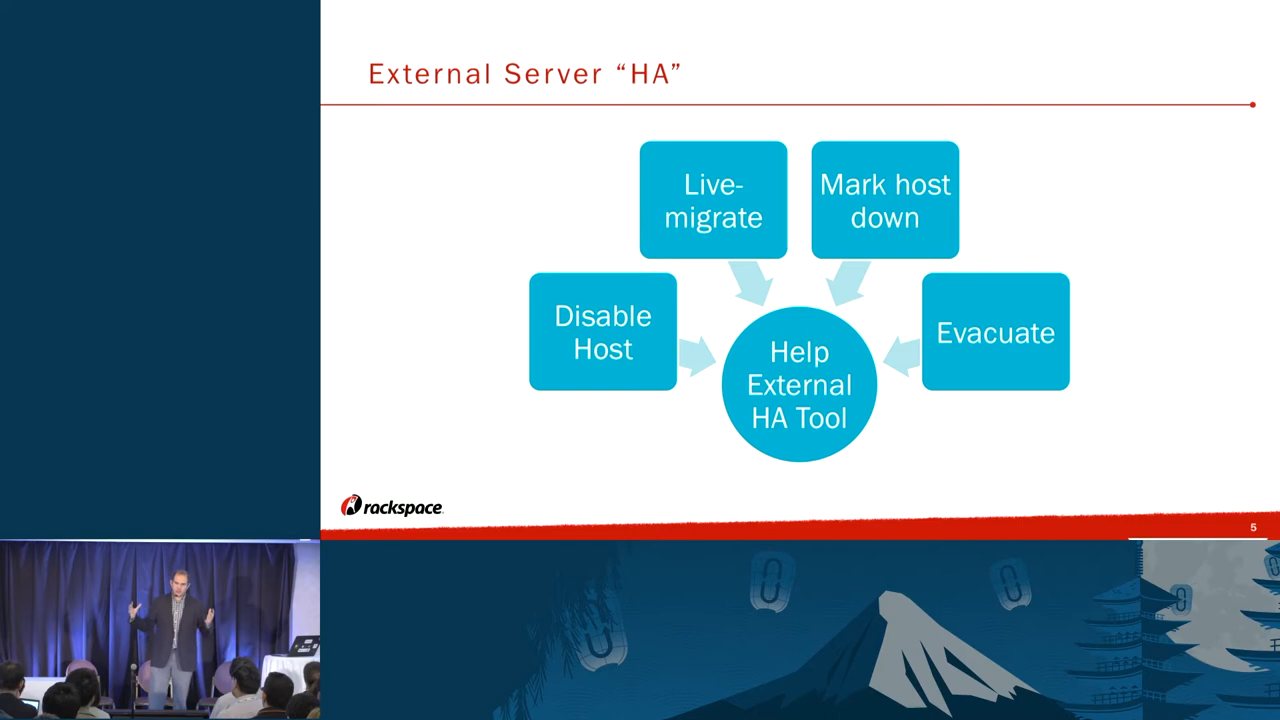 External Server “HA”
Live-
migrate
Mark host
down
Disable
Host
Evacuate
Help
External
HA Tool
rackspace
5